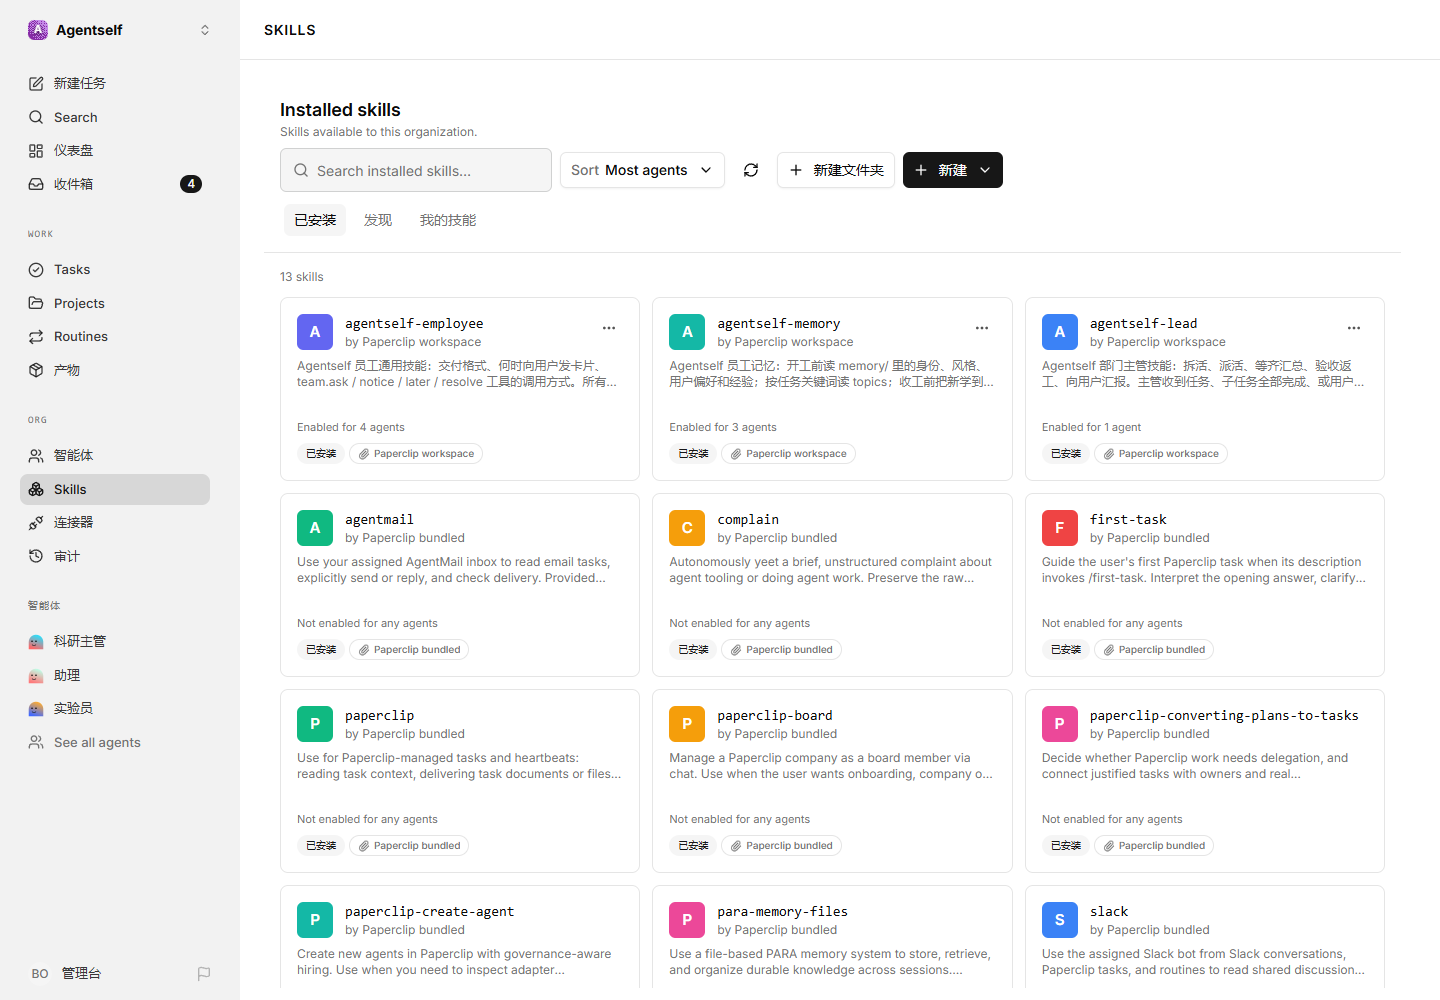 A Agentself
新建任务
Search
仪表盘
收件箱 4
WORK
Tasks
Projects
Routines
产物
ORG
智能体
Skills
连接器
审计
智能体
科研主管
助理
实验员
See all agents
BO 管理台
SKILLS
Installed skills
Skills available to this organization.
Search installed skills...
Sort Most agents
新建文件夹
新建
已安装 发现 我的技能
13 skills
A agentself-employee
by Paperclip workspace
Agentself 员工通用技能：交付格式、何时向用户发卡片、
team.ask / notice / later / resolve 工具的调用方式。所有...
Enabled for 4 agents
已安装 Paperclip workspace
A agentself-memory
by Paperclip workspace
Agentself 员工记忆：开工前读 memory/ 里的身份、风格、
用户偏好和经验；按任务关键词读 topics；收工前把新学到...
Enabled for 3 agents
已安装 Paperclip workspace
A agentself-lead
by Paperclip workspace
Agentself 部门主管技能：拆活、派活、等齐汇总、验收返
工、向用户汇报。主管收到任务、子任务全部完成、或用户...
Enabled for 1 agent
已安装 Paperclip workspace
A agentmail
by Paperclip bundled
Use your assigned AgentMail inbox to read email tasks,
explicitly send or reply, and check delivery. Provided...
Not enabled for any agents
已安装 Paperclip bundled
C complain
by Paperclip bundled
Autonomously yeet a brief, unstructured complaint about
agent tooling or doing agent work. Preserve the raw...
Not enabled for any agents
已安装 Paperclip bundled
F first-task
by Paperclip bundled
Guide the user's first Paperclip task when its description
invokes /first-task. Interpret the opening answer, clarify...
Not enabled for any agents
已安装 Paperclip bundled
P paperclip
by Paperclip bundled
Use for Paperclip-managed tasks and heartbeats:
reading task context, delivering task documents or files...
Not enabled for any agents
已安装 Paperclip bundled
P paperclip-board
by Paperclip bundled
Manage a Paperclip company as a board member via
chat. Use when the user wants onboarding, company o...
Not enabled for any agents
已安装 Paperclip bundled
P paperclip-converting-plans-to-tasks
by Paperclip bundled
Decide whether Paperclip work needs delegation, and
connect justified tasks with owners and real...
Not enabled for any agents
已安装 Paperclip bundled
P paperclip-create-agent
by Paperclip bundled
Create new agents in Paperclip with governance-aware
hiring. Use when you need to inspect adapter...
P para-memory-files
by Paperclip bundled
Use a file-based PARA memory system to store, retrieve,
and organize durable knowledge across sessions....
S slack
by Paperclip bundled
Use the assigned Slack bot from Slack conversations,
Paperclip tasks, and routines to read shared discussion...